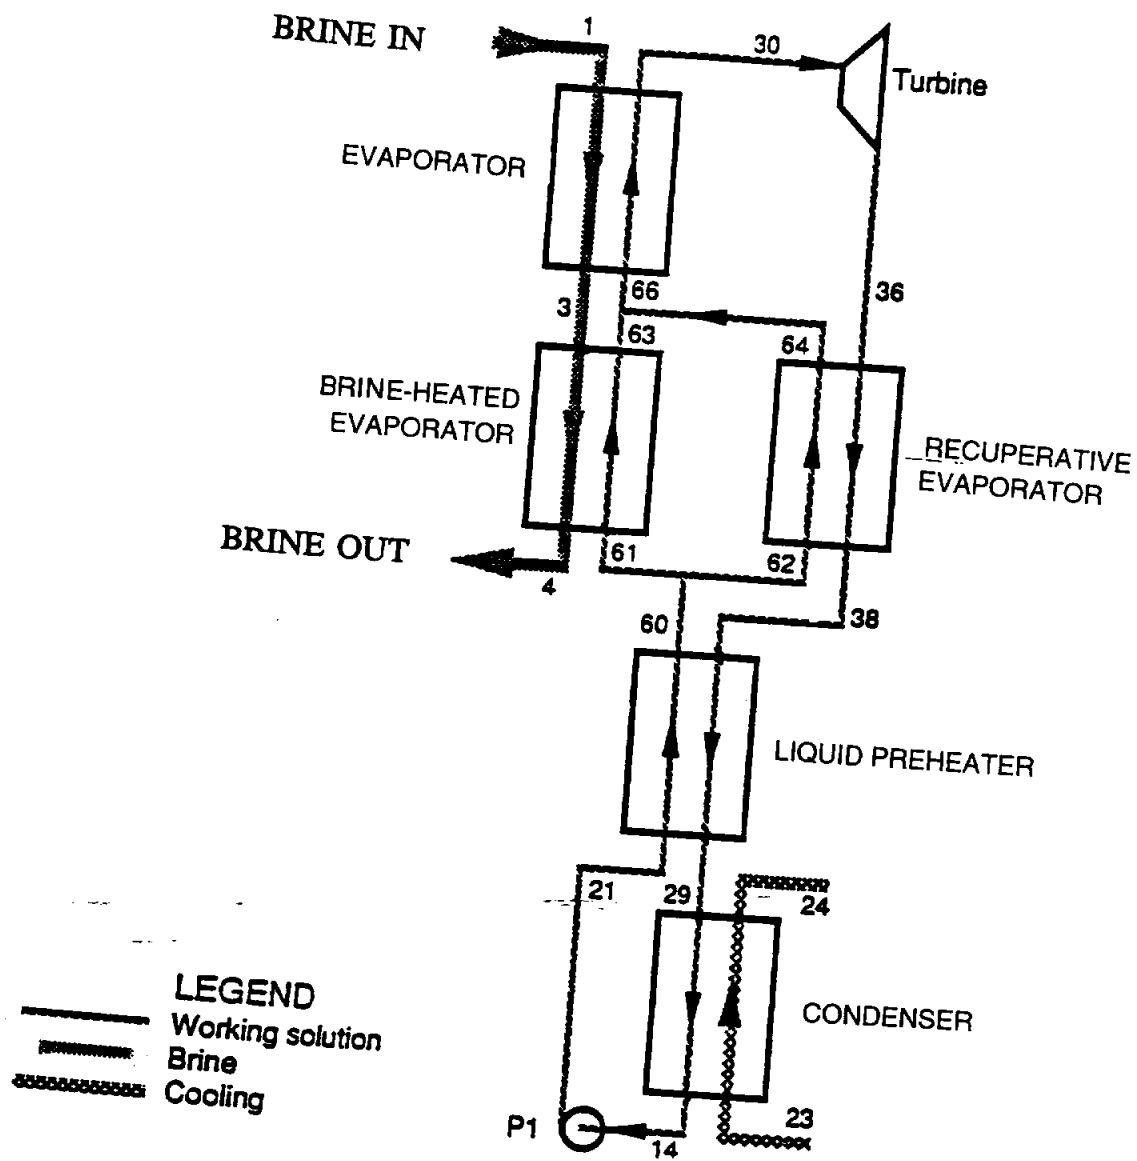 1
BRINE IN
30
Turbine
EVAPORATOR
66
36
3
63
64
BRINE-HEATED
EVAPORATOR
RECUPERATIVE
EVAPORATOR
BRINE OUT
61
62
4
60
38
LIQUID PREHEATER
21
29
24
LEGEND
Working solution
Brine
Cooling
CONDENSER
P1
14
23